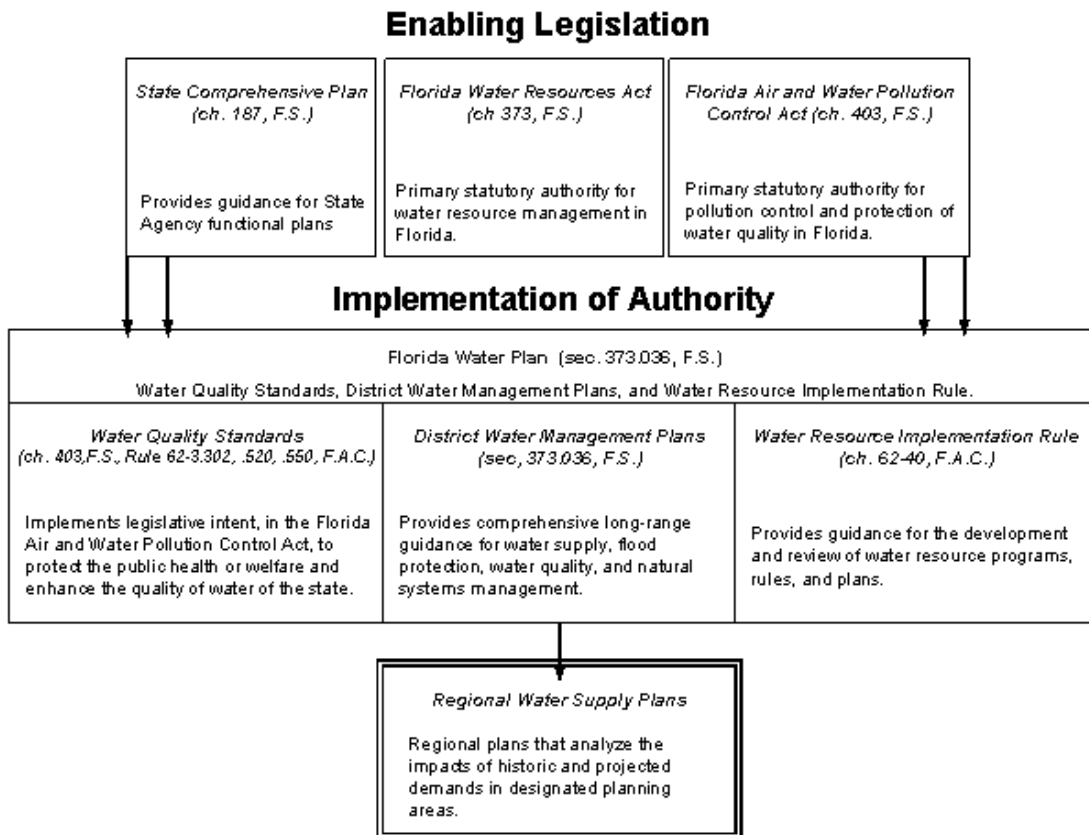 Enabling Legislation
State Comprehensive Plan
(ch. 187, F.S.)
Provides guidance for State
Agency functional plans
Florida Water Resources Act
(ch 373, F.S.)
Primary statutory authority for
water resource management in
Florida.
Florida Air and Water Pollution
Control Act (ch. 403, F.S.)
Primary statutory authority for
pollution control and protection of
water quality in Florida.
Implementation of Authority
Florida Water Plan (sec. 373.036, F.S.)
Water Quality Standards, District Water Management Plans, and Water Resource Implementation Rule.
Water Quality Standards
(ch. 403,F.S., Rule 62-3.302, .520, .550, F.A.C.)
Implements legislative intent, in the Florida
Air and Water Pollution Control Act, to
protect the public health or welfare and
enhance the quality of water of the state.
District Water Management Plans
(sec, 373.036, F.S.)
Provides comprehensive long-range
guidance for water supply, flood
protection, water quality, and natural
systems management.
Water Resource Implementation Rule
(ch. 62-40, F.A.C.)
Provides guidance for the development
and review of water resource programs,
rules, and plans.
Regional Water Supply Plans
Regional plans that analyze the
impacts of historic and projected
demands in designated planning
areas.